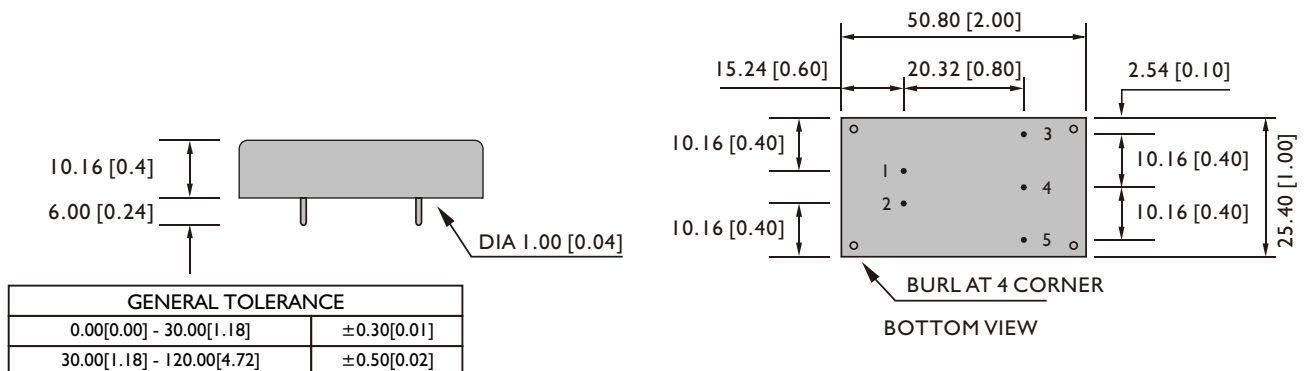 10.16 [0.4]
6.00 [0.24]
DIA 1.00 [0.04]
GENERAL TOLERANCE
0.00[0.00] - 30.00[1.18] ±0.30[0.01]
30.00[1.18] - 120.00[4.72] ±0.50[0.02]
50.80 [2.00]
15.24 [0.60] 20.32 [0.80] 2.54 [0.10]
10.16 [0.40]
10.16 [0.40]
1
2
3
4
5
10.16 [0.40]
10.16 [0.40]
25.40 [1.00]
BURL AT 4 CORNER
BOTTOM VIEW